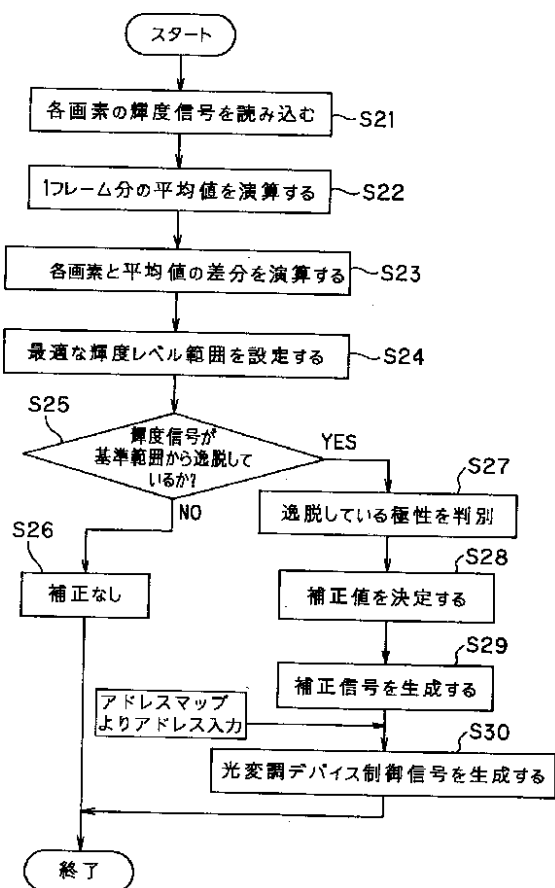 スタート
各画素の輝度信号を読み込む
S21
1フレーム分の平均値を演算する
S22
各画素と平均値の差分を演算する
S23
最適な輝度レベル範囲を設定する
S24
S25
輝度信号が
基準範囲から逸脱して
いるか?
YES
NO
S27
逸脱している極性を判別
S26
補正なし
S28
補正値を決定する
S29
補正信号を生成する
アドレスマップ
よりアドレス入力
S30
光変調デバイス制御信号を生成する
終了